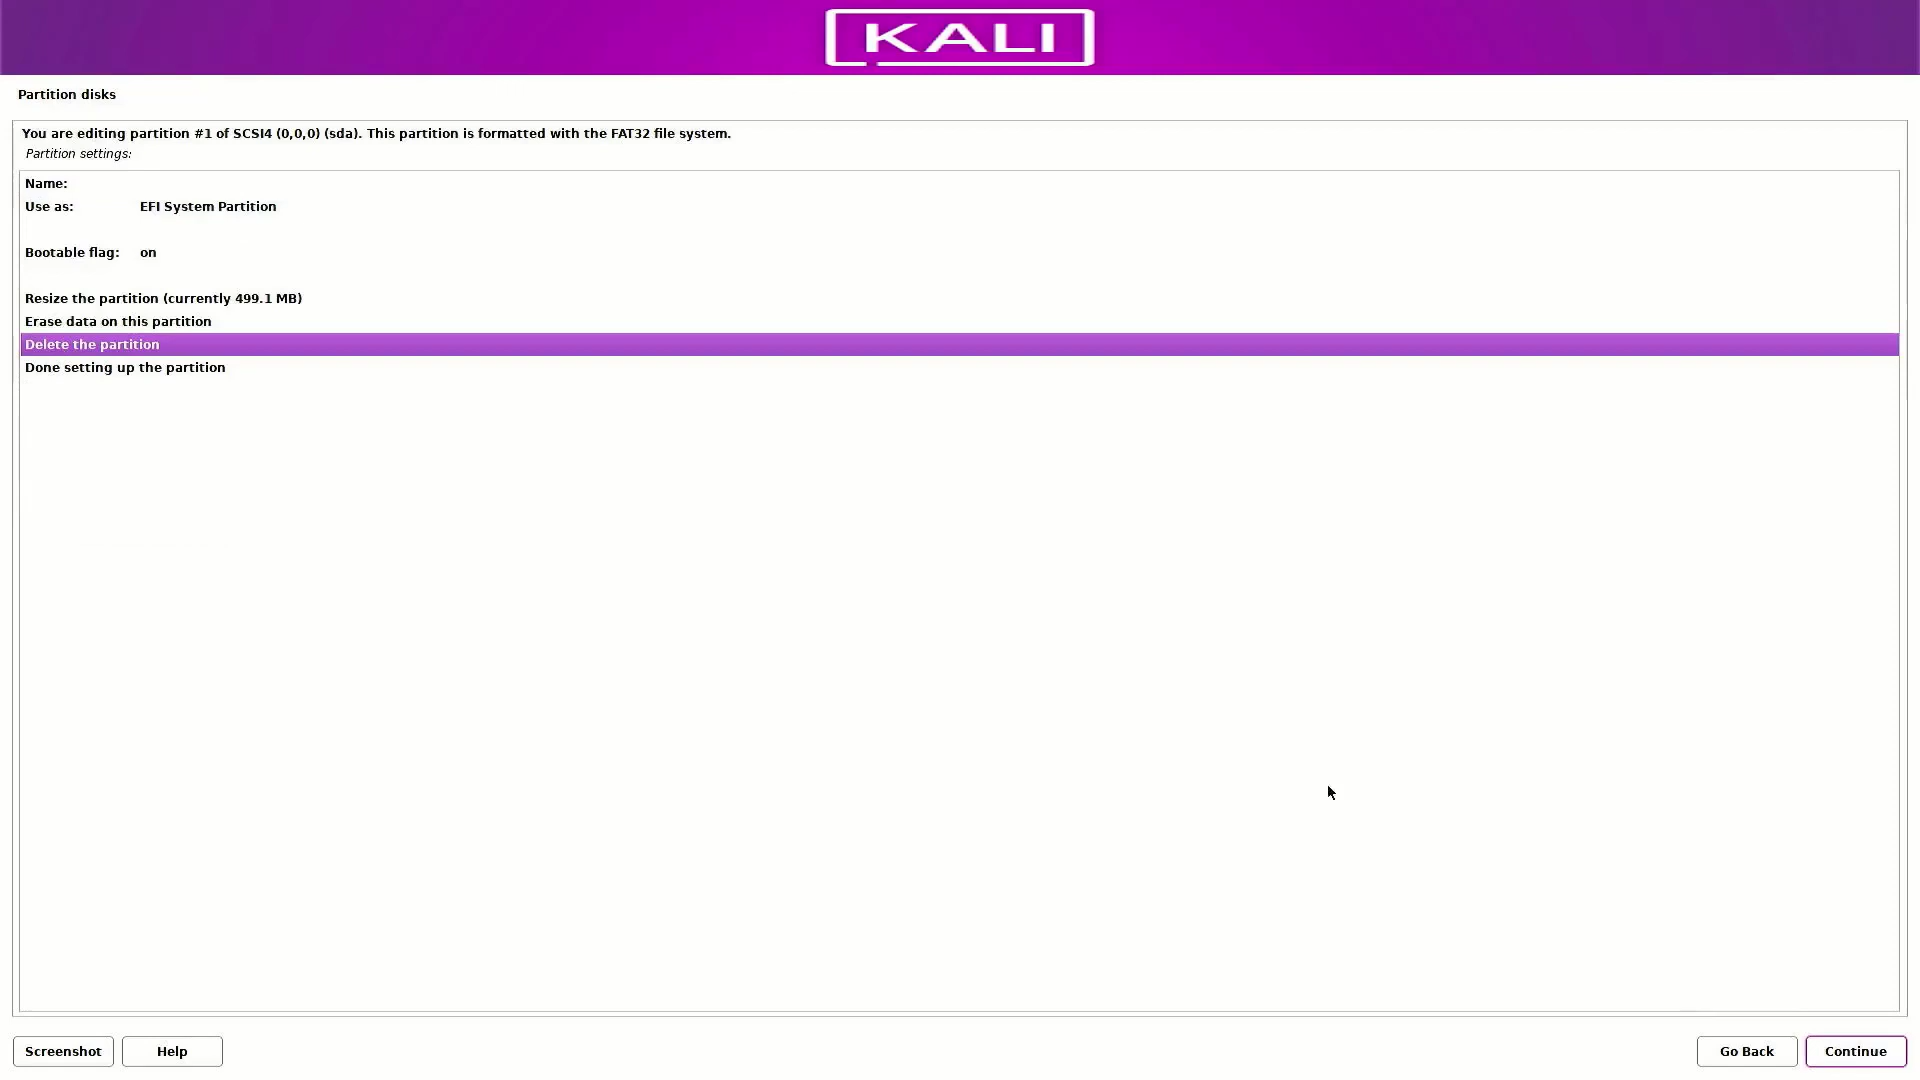 KALI
Partition disks
You are editing partition #1 of SCSI4 (0,0,0) (sda). This partition is formatted with the FAT32 file system.
Partition settings:
Name:
Use as: EFI System Partition
Bootable flag: on
Resize the partition (currently 499.1 MB)
Erase data on this partition
Delete the partition
Done setting up the partition
Screenshot Help Go Back Continue